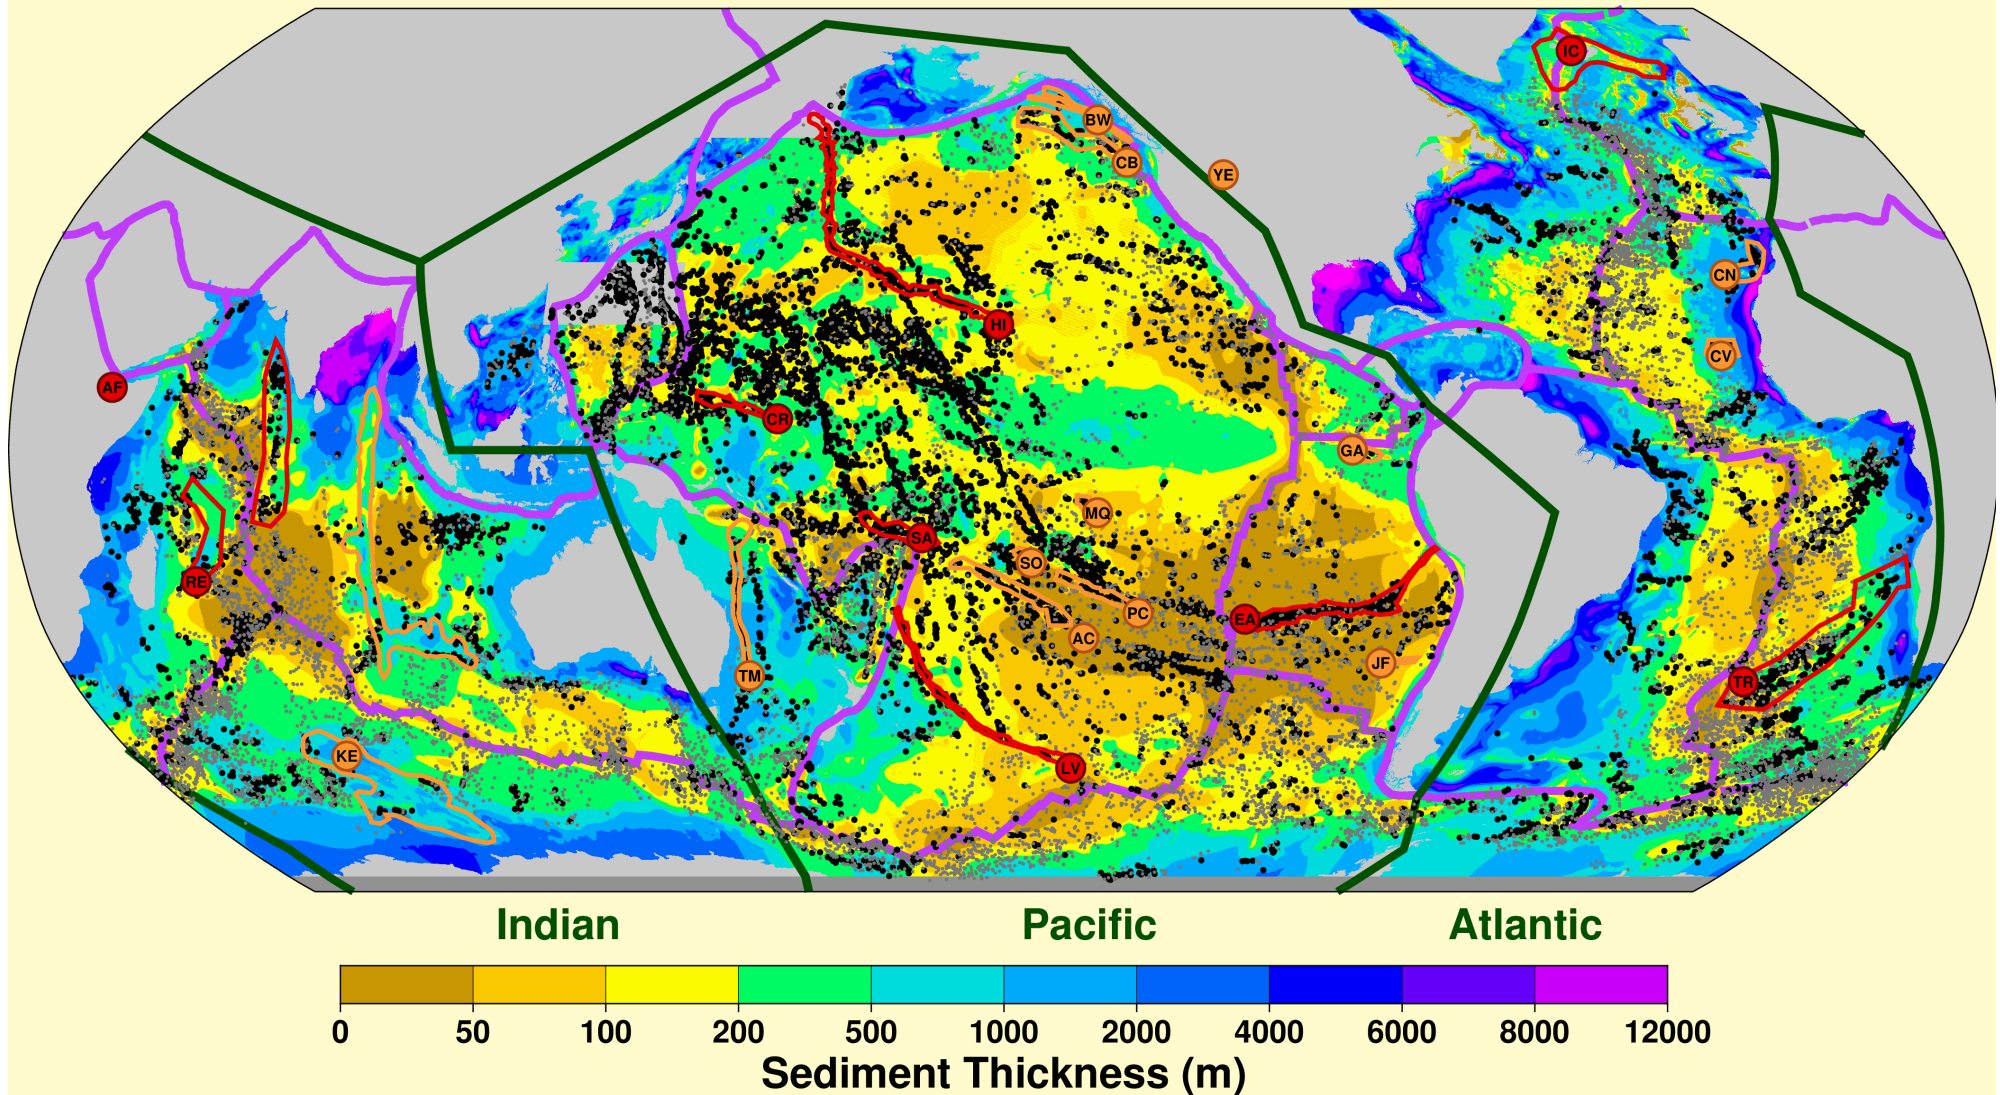 IC
BW
CB
YE
CN
HI
CV
AF
CR
GA
MQ
SA
SO
RE
PC
EA
AC
JF
TM
TR
KE
LV
Indian Pacific Atlantic
0 50 100 200 500 1000 2000 4000 6000 8000 12000
Sediment Thickness (m)